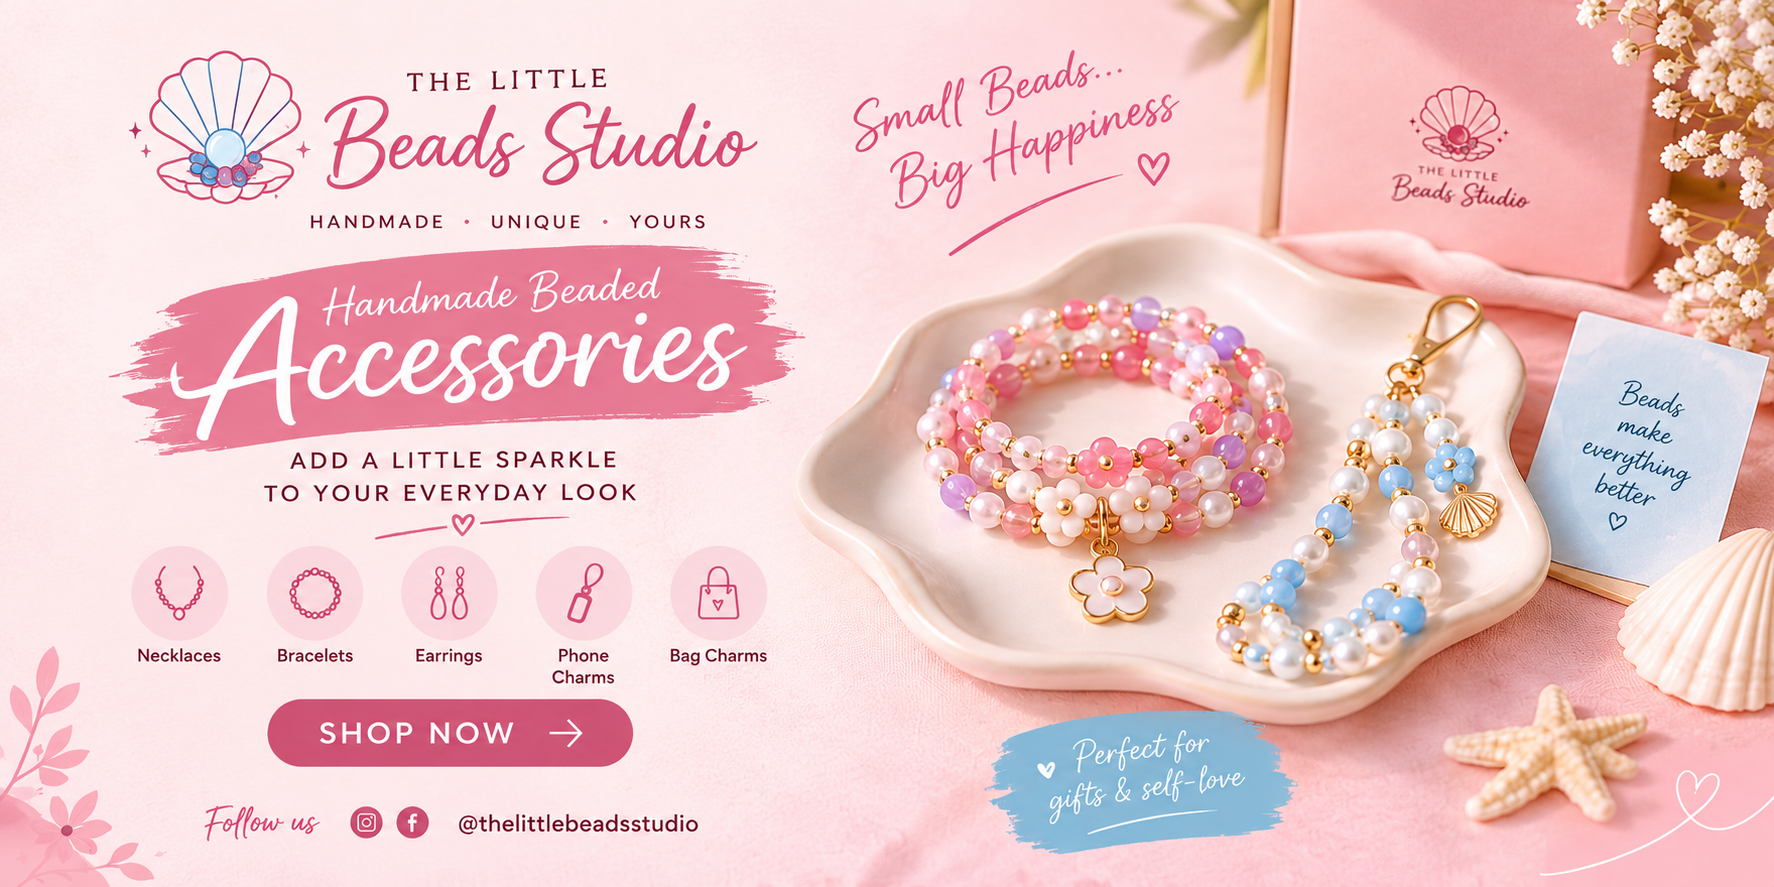 THE LITTLE
Beads Studio
HANDMADE • UNIQUE • YOURS
Handmade Beaded
Accessories
ADD A LITTLE SPARKLE
TO YOUR EVERYDAY LOOK
Necklaces
Bracelets
Earrings
Phone
Charms
Bag Charms
SHOP NOW
Follow us
@thelittlebeadsstudio
Small Beads...
Big Happiness
THE LITTLE
Beads Studio
Beads
make
everything
better
Perfect for
gifts & self-love